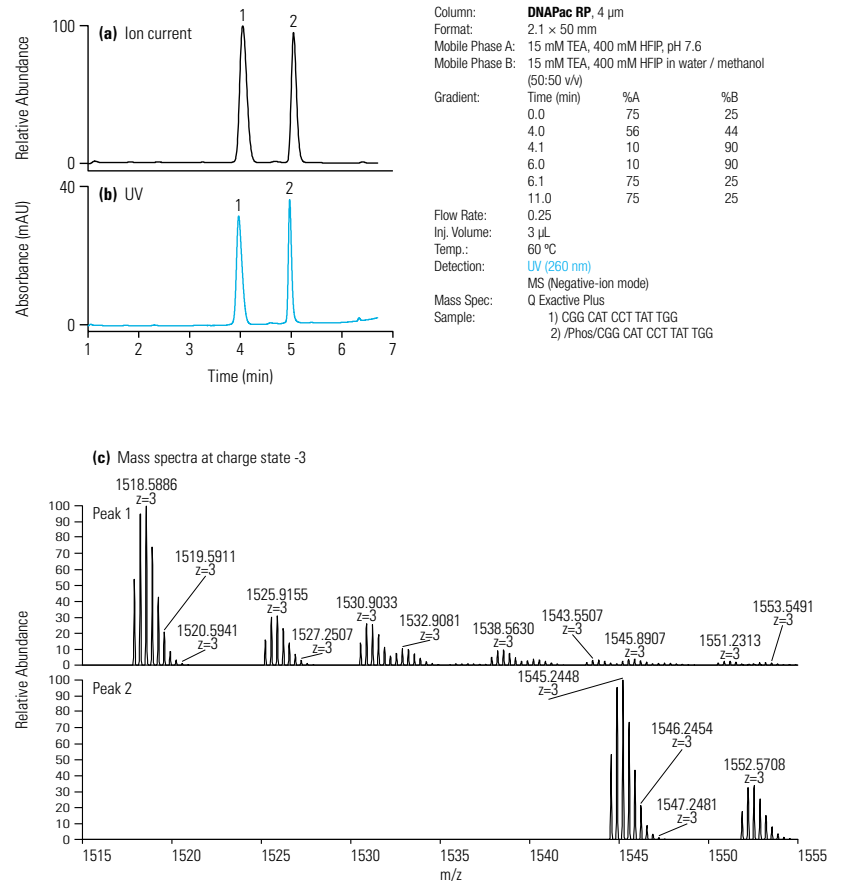 (a) Ion current
1
2
100
0
Relative Abundance
(b) UV
1
2
40
0
Absorbance (mAU)
1 2 3 4 5 6 7
Time (min)
Column: DNAPac RP, 4 µm
Format: 2.1 × 50 mm
Mobile Phase A: 15 mM TEA, 400 mM HFIP, pH 7.6
Mobile Phase B: 15 mM TEA, 400 mM HFIP in water / methanol
(50:50 v/v)
Gradient: Time (min) %A %B
0.0 75 25
4.0 56 44
4.1 10 90
6.0 10 90
6.1 75 25
11.0 75 25
Flow Rate: 0.25
Inj. Volume: 3 µL
Temp.: 60 ºC
Detection: UV (260 nm)
MS (Negative-ion mode)
Mass Spec: Q Exactive Plus
Sample: 1) CGG CAT CCT TAT TGG
2) /Phos/CGG CAT CCT TAT TGG
(c) Mass spectra at charge state -3
Relative Abundance
Peak 1
100
90
80
70
60
50
40
30
20
10
0
1518.5886
z=3
1519.5911
z=3
1520.5941
z=3
1525.9155
z=3
1527.2507
z=3
1530.9033
z=3
1532.9081
z=3
1538.5630
z=3
1543.5507
z=3
1545.8907
z=3
1551.2313
z=3
1553.5491
z=3
Peak 2
100
90
80
70
60
50
40
30
20
10
0
1545.2448
z=3
1546.2454
z=3
1547.2481
z=3
1552.5708
z=3
1515 1520 1525 1530 1535 1540 1545 1550 1555
m/z